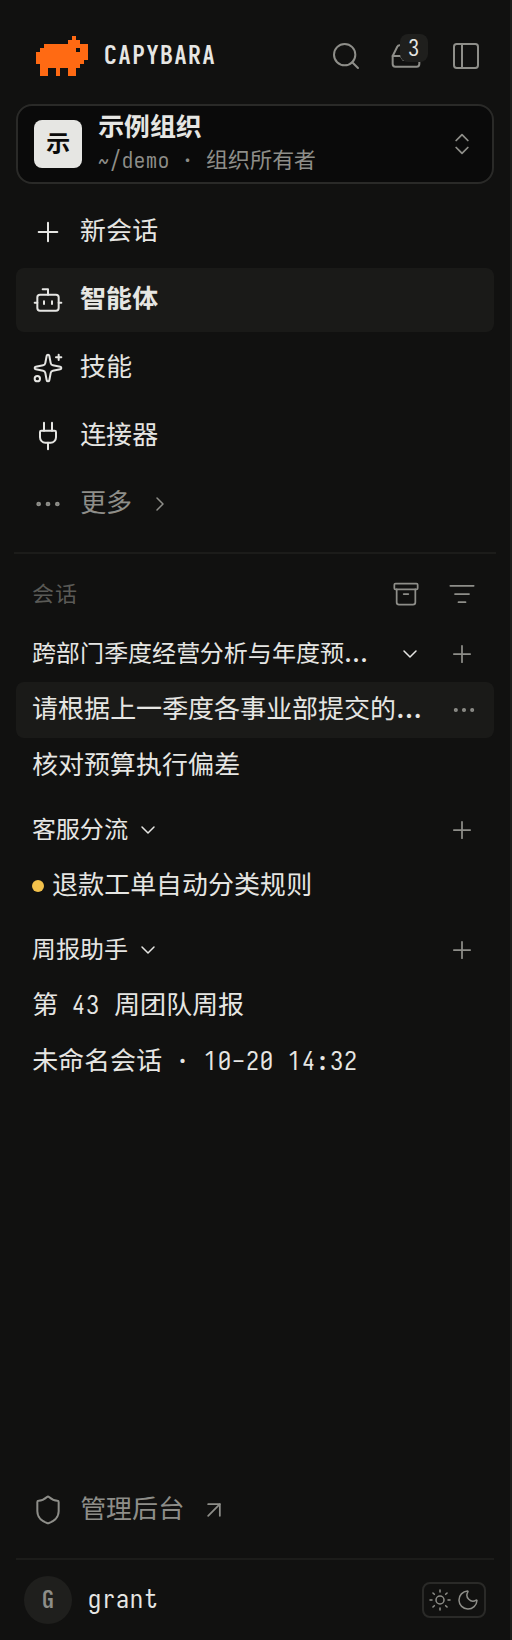 CAPYBARA
3
示
示例组织
~/demo · 组织所有者
新会话
智能体
技能
连接器
更多
会话
跨部门季度经营分析与年度预...
请根据上一季度各事业部提交的...
核对预算执行偏差
客服分流
退款工单自动分类规则
周报助手
第 43 周团队周报
未命名会话 · 10-20 14:32
管理后台
G
grant